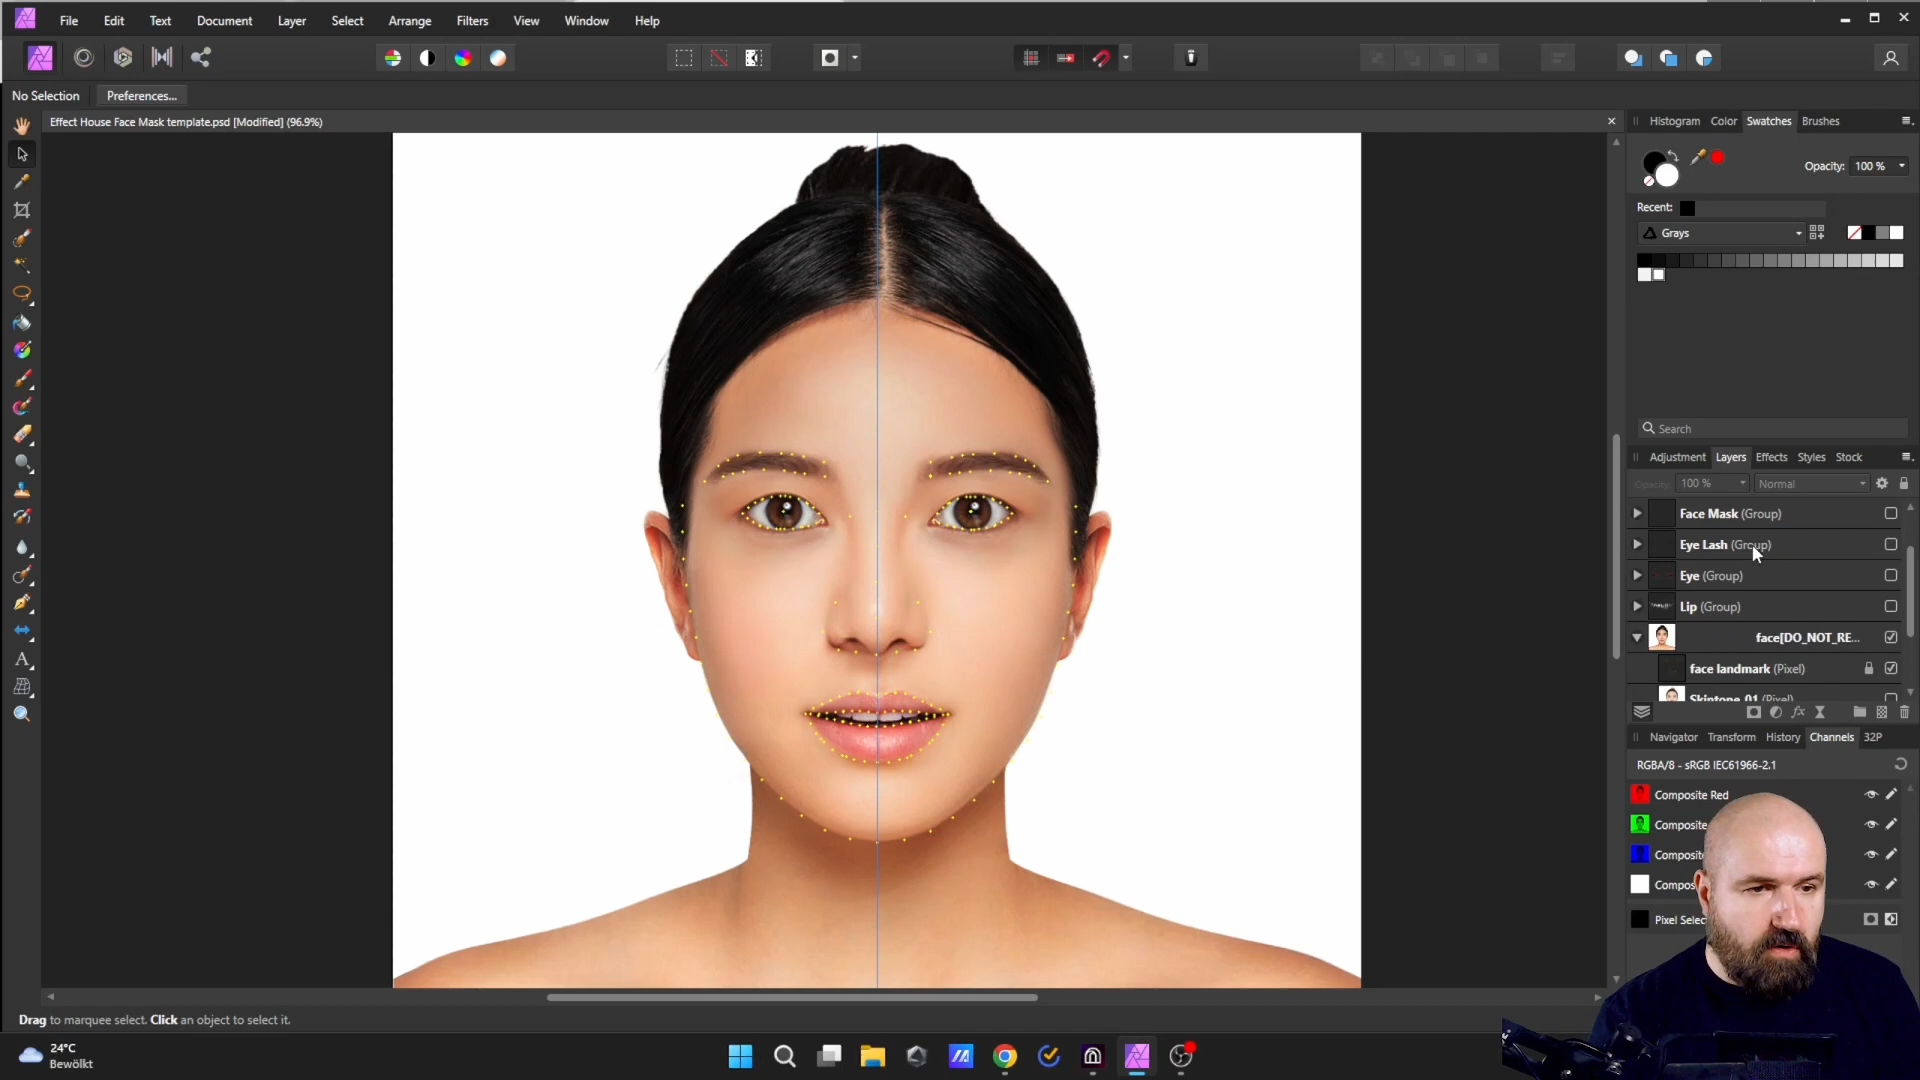 File Edit Text Document Layer Select Arrange Filters View Window Help
No Selection Preferences...
Effect House Face Mask template.psd [Modified] (96.9%)
Histogram Color Swatches Brushes
Opacity: 100 %
Recent:
Grays
Search
Adjustment Layers Effects Styles Stock
Opacity: 100 % Normal
Face Mask (Group)
Eye Lash (Group)
Eye (Group)
Lip (Group)
face[DO_NOT_RE...
face landmark (Pixel)
Skintone_01 (Pixel)
Navigator Transform History Channels 32P
RGBA/8 - sRGB IEC61966-2.1
Composite Red
Composite
Composit
Compos
Pixel Selec
Drag to marquee select. Click an object to select it.
24°C
Bewölkt